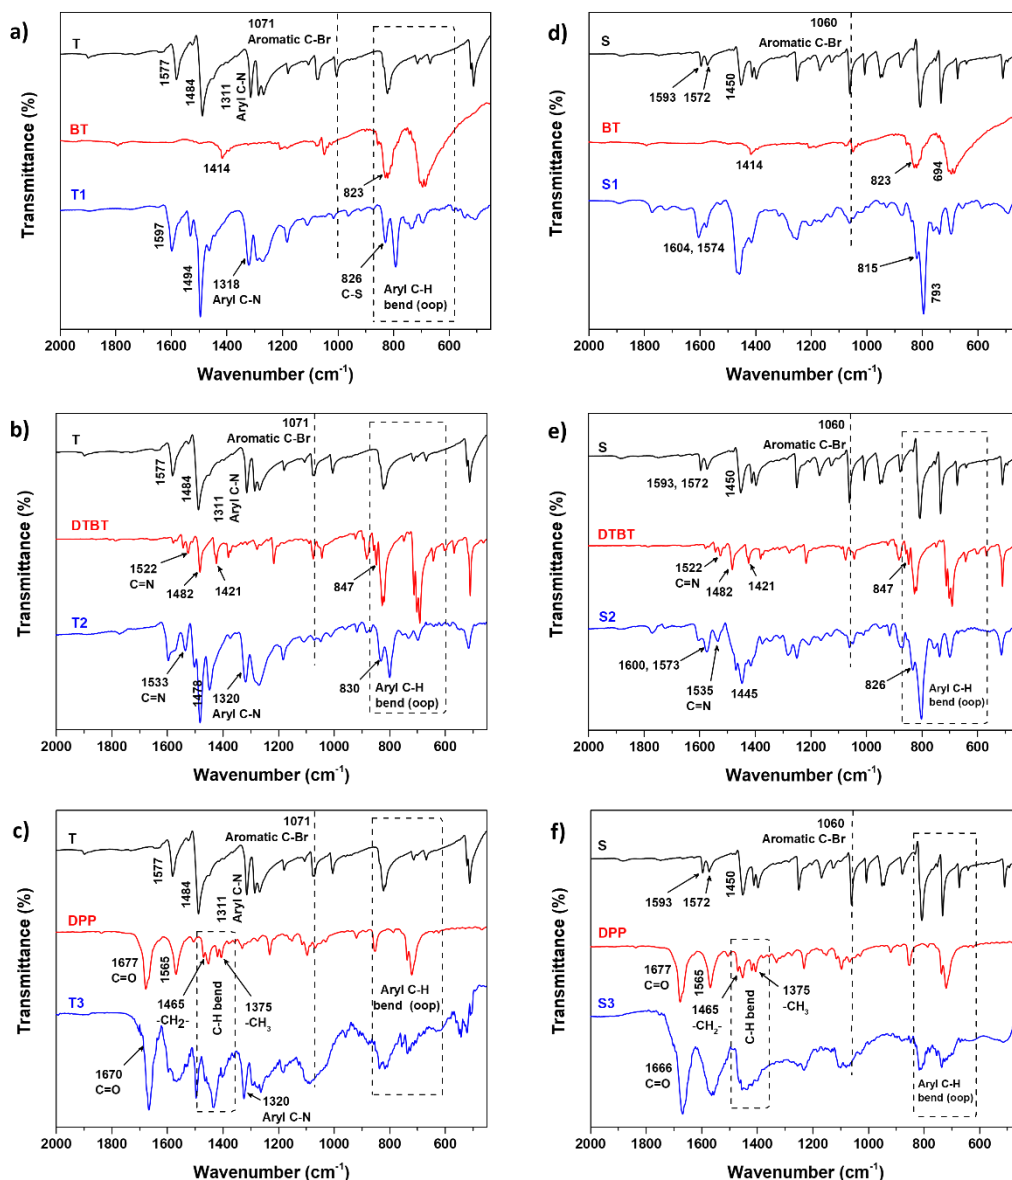 a)
1071
Aromatic C-Br
T
1577
1484
1311
Aryl C-N
BT
1414
823
T1
1597
1494
1318
Aryl C-N
826
C-S
Aryl C-H
bend (oop)
Transmittance (%)
2000 1800 1600 1400 1200 1000 800 600
Wavenumber (cm-1)
d)
1060
Aromatic C-Br
S
1593
1572
1450
BT
1414
823
694
S1
1604, 1574
815
793
Transmittance (%)
2000 1800 1600 1400 1200 1000 800 600
Wavenumber (cm-1)
b)
1071
Aromatic C-Br
T
1577
1484
1311
Aryl C-N
DTBT
1522
C=N
1482
1421
847
T2
1533
C=N
1478
1320
Aryl C-N
830
Aryl C-H
bend (oop)
Transmittance (%)
2000 1800 1600 1400 1200 1000 800 600
Wavenumber (cm-1)
e)
1060
Aromatic C-Br
S
1593, 1572
1450
DTBT
1522
C=N
1482
1421
847
S2
1600, 1573
1535
C=N
1445
826
Aryl C-H
bend (oop)
Transmittance (%)
2000 1800 1600 1400 1200 1000 800 600
Wavenumber (cm-1)
c)
1071
Aromatic C-Br
T
1577
1484
1311
Aryl C-N
DPP
1677
C=O
1565
1465
-CH2-
C-H bend
1375
-CH3
Aryl C-H
bend (oop)
T3
1670
C=O
1320
Aryl C-N
Transmittance (%)
2000 1800 1600 1400 1200 1000 800 600
Wavenumber (cm-1)
f)
1060
Aromatic C-Br
S
1593
1572
1450
DPP
1677
C=O
1565
1465
-CH2-
C-H bend
1375
-CH3
S3
1666
C=O
Aryl C-H
bend (oop)
Transmittance (%)
2000 1800 1600 1400 1200 1000 800 600
Wavenumber (cm-1)